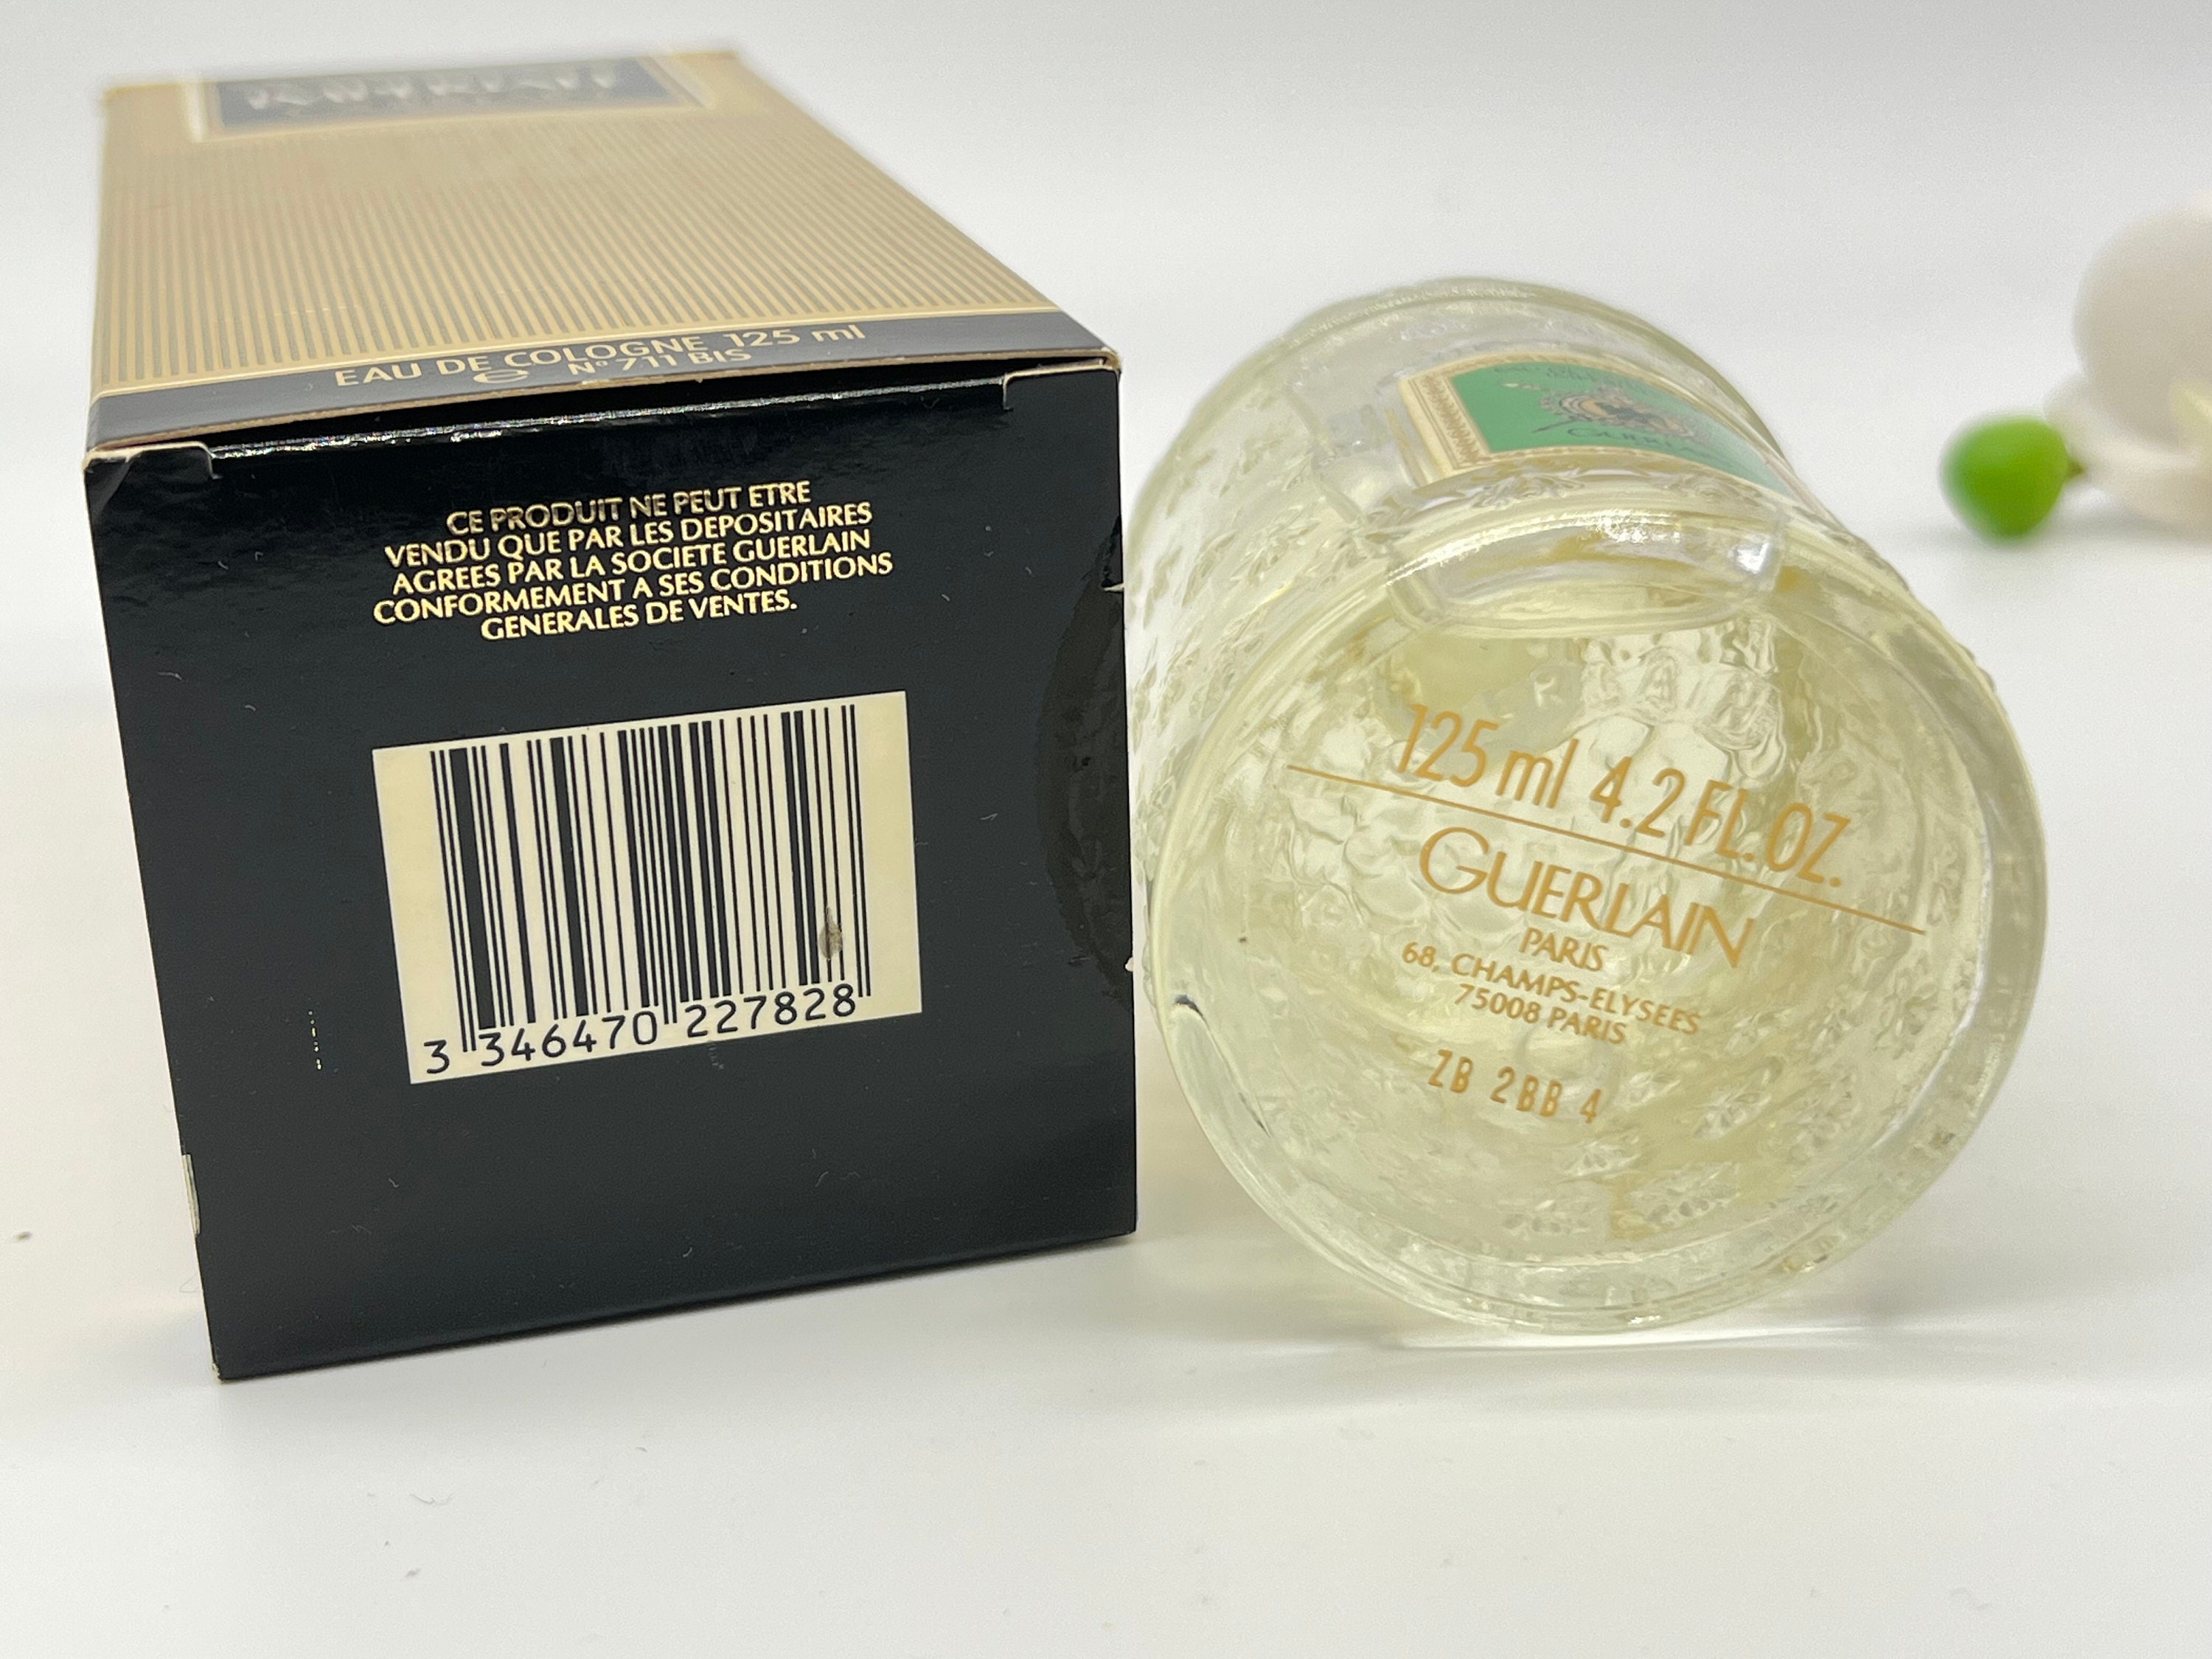 EAU DE COLOGNE 125 ml
e N° 711 BIS
CE PRODUIT NE PEUT ETRE
VENDU QUE PAR LES DEPOSITAIRES
AGREES PAR LA SOCIETE GUERLAIN
CONFORMEMENT A SES CONDITIONS
GENERALES DE VENTES.
3 346470 227828
125 ml 4.2 FL.OZ.
GUERLAIN
PARIS
68, CHAMPS-ELYSEES
75008 PARIS
ZB 2BB 4